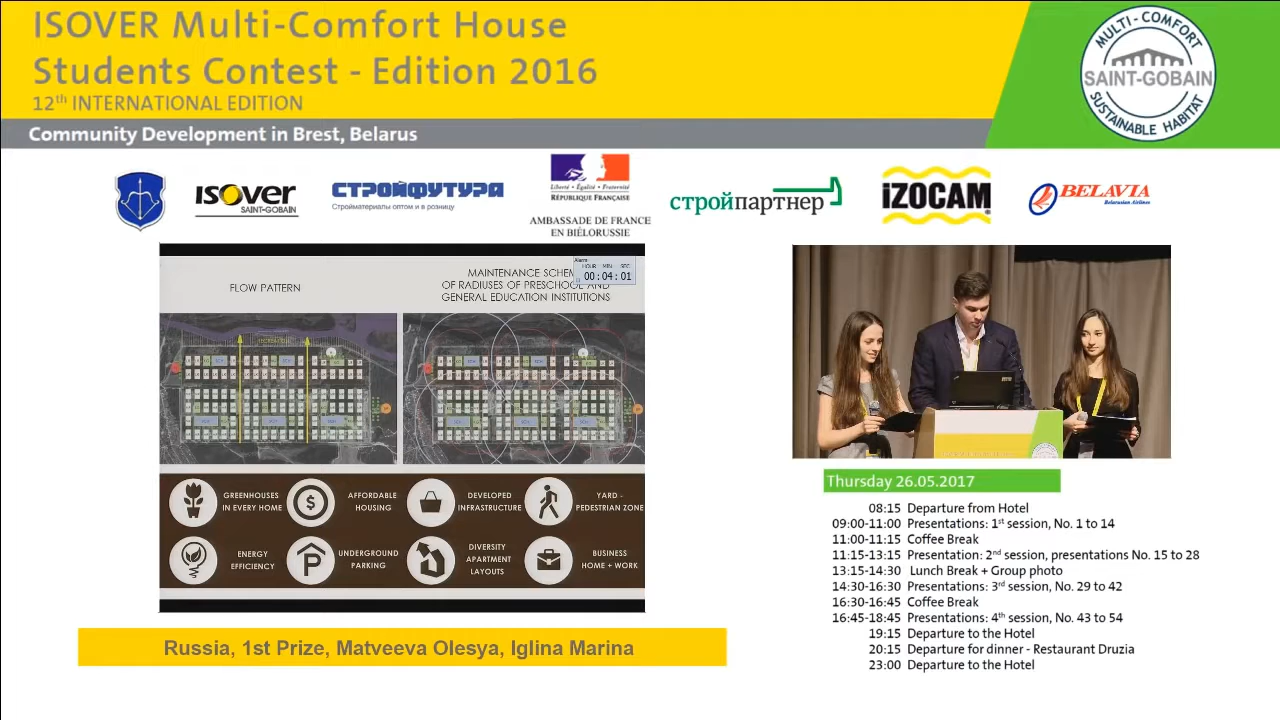 ISOVER Multi-Comfort House
Students Contest - Edition 2016
12th INTERNATIONAL EDITION
Community Development in Brest, Belarus
MULTI-COMFORT
SAINT-GOBAIN
SUSTAINABLE HABITAT
isover
SAINT-GOBAIN
СТРОЙФУТУРА
Стройматериалы оптом и в розницу
Liberté • Égalité • Fraternité
RÉPUBLIQUE FRANÇAISE
AMBASSADE DE FRANCE
EN BIÉLORUSSIE
стройпартнер
iZOCAM
BELAVIA
Belarusian Airlines
Alarm:
HOUR MIN SEC
00:04:01
FLOW PATTERN
MAINTENANCE SCHEM
OF RADIUSES OF PRESCHOOL AND
GENERAL EDUCATION INSTITUTIONS
GREENHOUSES
IN EVERY HOME
AFFORDABLE
HOUSING
DEVELOPED
INFRASTRUCTURE
YARD -
PEDESTRIAN ZONE
ENERGY
EFFICIENCY
UNDERGROUND
PARKING
DIVERSITY
APARTMENT
LAYOUTS
BUSINESS
HOME + WORK
Russia, 1st Prize, Matveeva Olesya, Iglina Marina
Thursday 26.05.2017
08:15 Departure from Hotel
09:00-11:00 Presentations: 1st session, No. 1 to 14
11:00-11:15 Coffee Break
11:15-13:15 Presentation: 2nd session, presentations No. 15 to 28
13:15-14:30 Lunch Break + Group photo
14:30-16:30 Presentations: 3rd session, No. 29 to 42
16:30-16:45 Coffee Break
16:45-18:45 Presentations: 4th session, No. 43 to 54
19:15 Departure to the Hotel
20:15 Departure for dinner - Restaurant Druzia
23:00 Departure to the Hotel